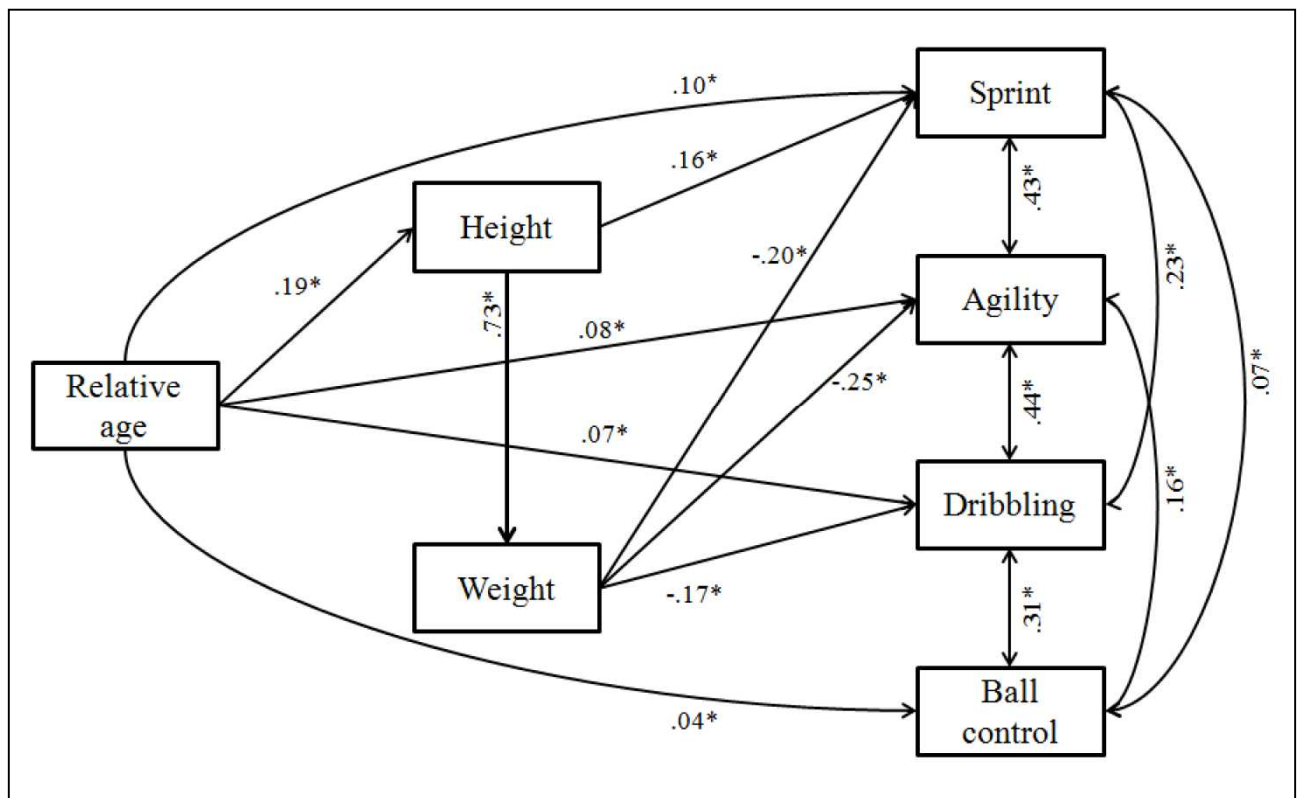 Sprint
.10*
.16*
.43*
Height
-.20*
.23*
.19*
.73*
Agility
.08*
Relative
age
-.25*
.44*
.07*
.07*
Dribbling
.16*
Weight
-.17*
.31*
Ball
control
.04*